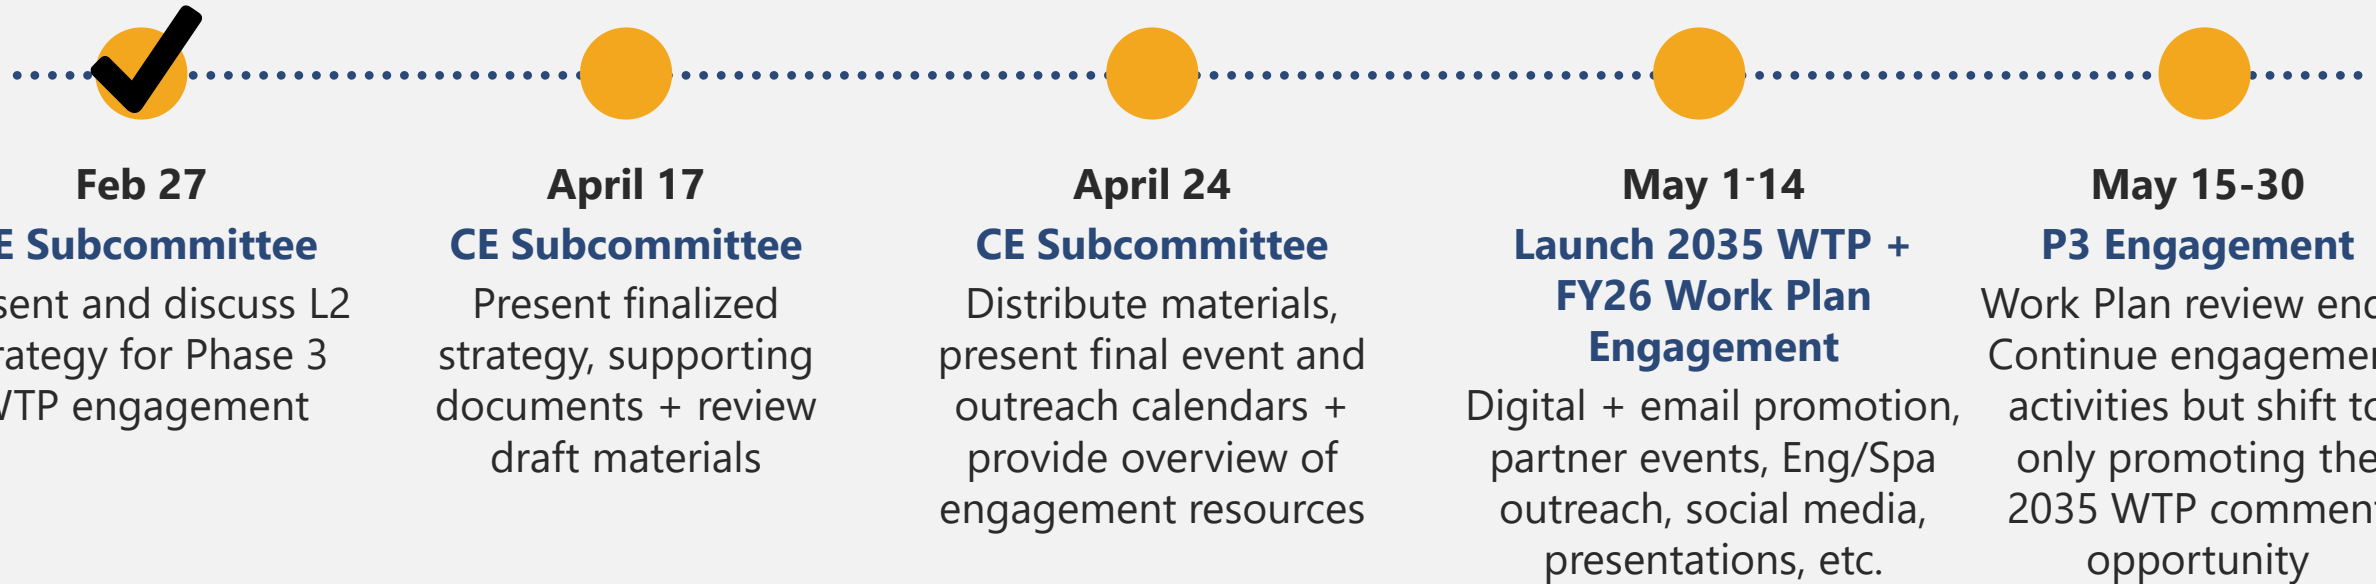 Feb 27
E Subcommittee
sent and discuss L2
rategy for Phase 3
WTP engagement
April 17
CE Subcommittee
Present finalized
strategy, supporting
documents + review
draft materials
April 24
CE Subcommittee
Distribute materials,
present final event and
outreach calendars +
provide overview of
engagement resources
May 1-14
Launch 2035 WTP +
FY26 Work Plan
Engagement
Digital + email promotion,
partner events, Eng/Spa
outreach, social media,
presentations, etc.
May 15-30
P3 Engagement
Work Plan review end
Continue engagemen
activities but shift to
only promoting the
2035 WTP comment
opportunity